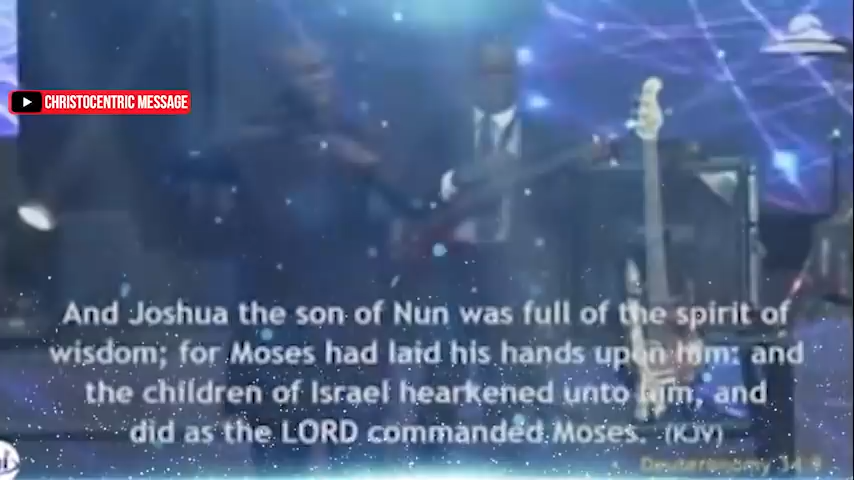 CHRISTOCENTRIC MESSAGE
And Joshua the son of Nun was full of the spirit of
wisdom; for Moses had laid his hands upon him: and
the children of Israel hearkened unto him, and
did as the LORD commanded Moses. (KJV)
Deuteronomy 34:9